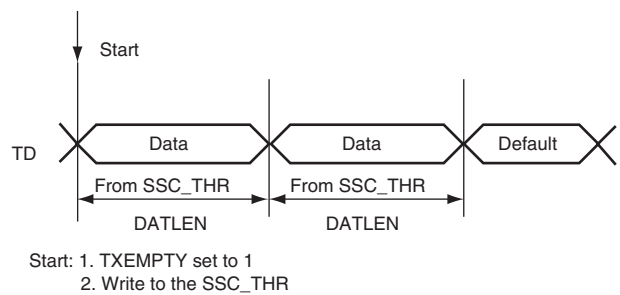 Start
TD
Data
Data
Default
From SSC_THR
From SSC_THR
DATLEN
DATLEN
Start: 1. TXEMPTY set to 1
2. Write to the SSC_THR